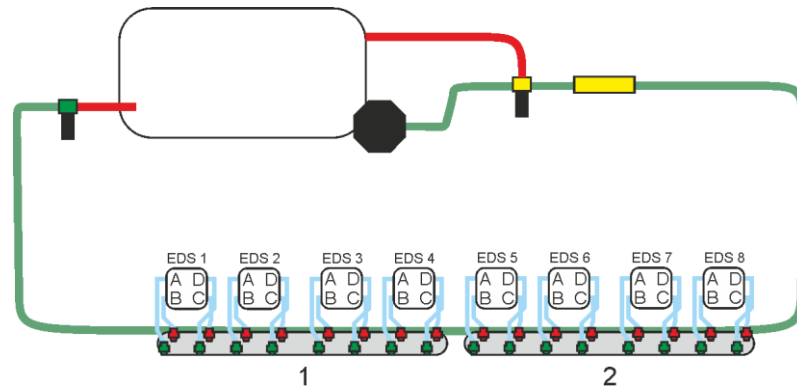 EDS 1 EDS 2 EDS 3 EDS 4 EDS 5 EDS 6 EDS 7 EDS 8
A D A D A D A D A D A D A D A D
B C B C B C B C B C B C B C B C
1 2